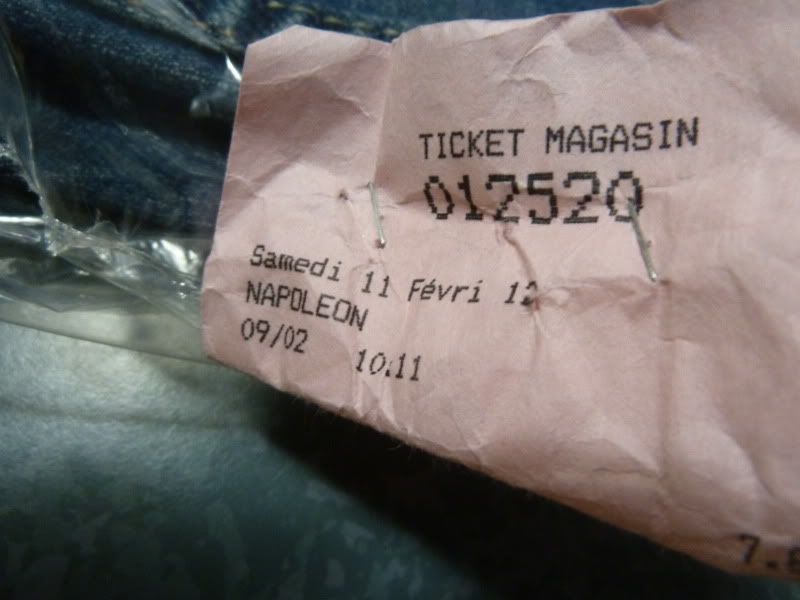 TICKET MAGASIN
012520
Samedi 11 Févri 12
NAPOLEON
09/02 10:11